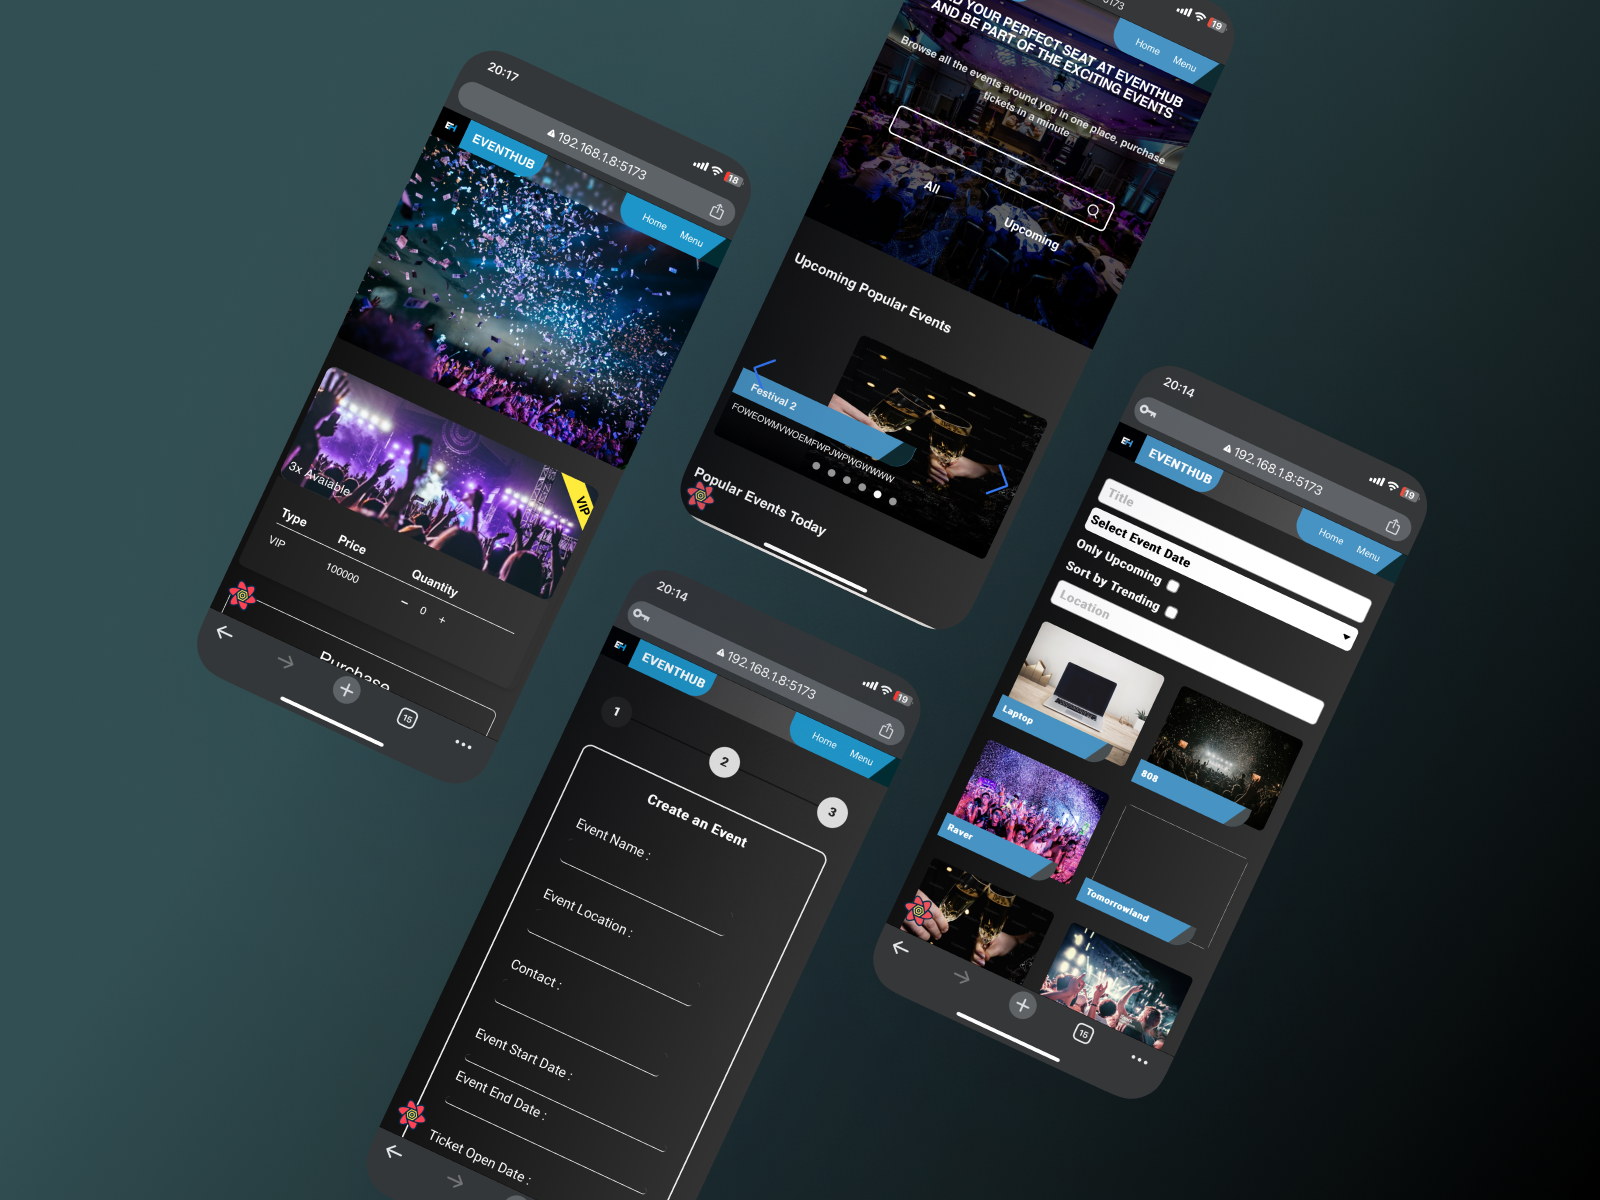 20:17
18
192.168.1.8:5173
EH
EVENTHUB
Home
Menu
VIP
3x Avaiable
Type
Price
Quantity
VIP
100000
−
0
+
Purchase
15
5173
19
Home
Menu
YOUR PERFECT SEAT AT EVENTHUB
AND BE PART OF THE EXCITING EVENTS
Browse all the events around you in one place, purchase
tickets in a minute
All
Upcoming
Upcoming Popular Events
Festival 2
FOWEOWMVWOEMFWPJWPWGWWWW
Popular Events Today
20:14
19
192.168.1.8:5173
EH
EVENTHUB
Home
Menu
1
2
3
Create an Event
Event Name :
Event Location :
Contact :
Event Start Date :
Event End Date :
Ticket Open Date :
20:14
19
192.168.1.8:5173
EH
EVENTHUB
Home
Menu
Title
Select Event Date
Only Upcoming
Sort by Trending
Location
Laptop
808
Raver
Tomorrowland
15